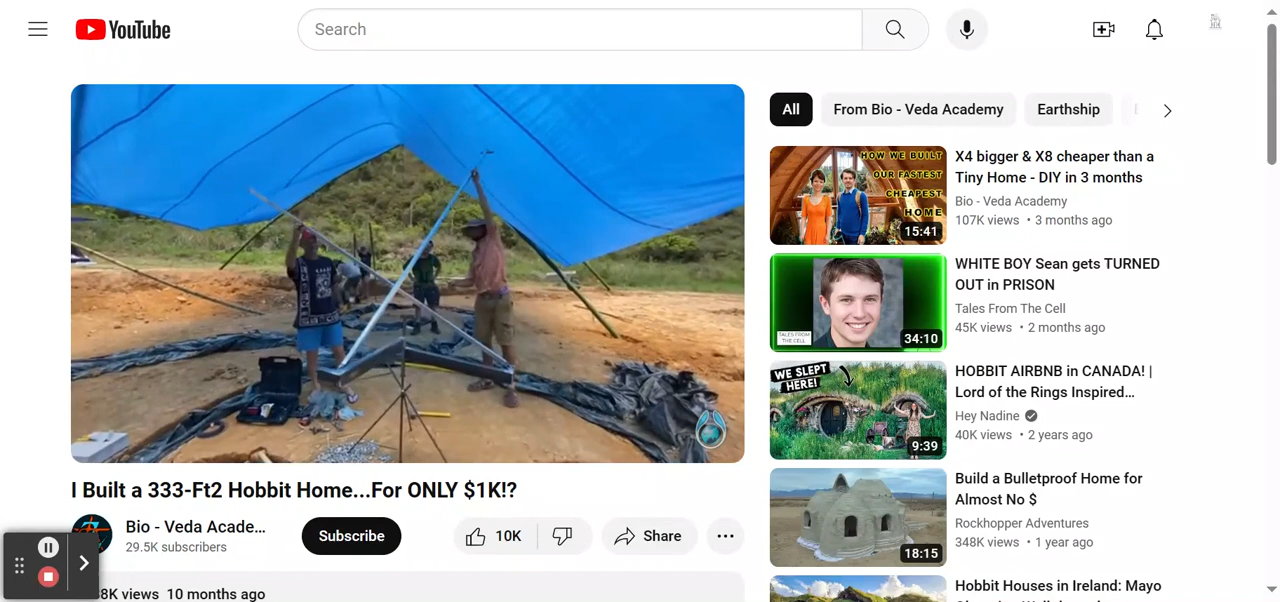 YouTube
Search
All
From Bio - Veda Academy
Earthship
HOW WE BUILT
OUR FASTEST
CHEAPEST
HOME
15:41
X4 bigger & X8 cheaper than a
Tiny Home - DIY in 3 months
Bio - Veda Academy
107K views • 3 months ago
TALES FROM
THE CELL
34:10
WHITE BOY Sean gets TURNED
OUT in PRISON
Tales From The Cell
45K views • 2 months ago
WE SLEPT
HERE!
9:39
HOBBIT AIRBNB in CANADA! |
Lord of the Rings Inspired…
Hey Nadine
40K views • 2 years ago
18:15
Build a Bulletproof Home for
Almost No $
Rockhopper Adventures
348K views • 1 year ago
Hobbit Houses in Ireland: Mayo
I Built a 333-Ft2 Hobbit Home...For ONLY $1K!?
Bio - Veda Acade...
29.5K subscribers
Subscribe
10K
Share
8K views 10 months ago